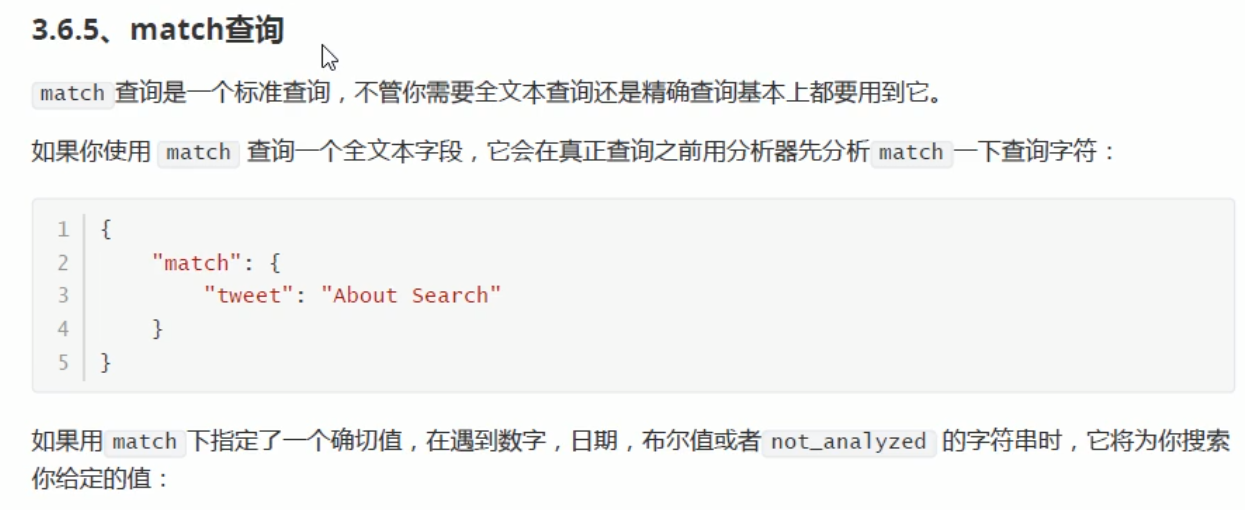 3.6.5、match查询
match 查询是一个标准查询，不管你需要全文本查询还是精确查询基本上都要用到它。
如果你使用 match 查询一个全文本字段，它会在真正查询之前用分析器先分析 match 一下查询字符：
1 {
2     "match": {
3         "tweet": "About Search"
4     }
5 }
如果用 match 下指定了一个确切值，在遇到数字，日期，布尔值或者 not_analyzed 的字符串时，它将为你搜索
你给定的值：